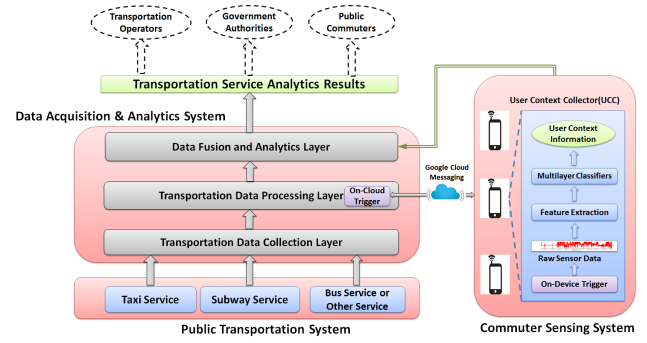 Transportation
Operators
Government
Authorities
Public
Commuters
Transportation Service Analytics Results
Data Acquisition & Analytics System
Data Fusion and Analytics Layer
Transportation Data Processing Layer
On-Cloud
Trigger
Transportation Data Collection Layer
Taxi Service
Subway Service
Bus Service or
Other Service
Public Transportation System
Google Cloud
Messaging
User Context Collector(UCC)
User Context
Information
Multilayer Classifiers
Feature Extraction
Raw Sensor Data
On-Device Trigger
Commuter Sensing System